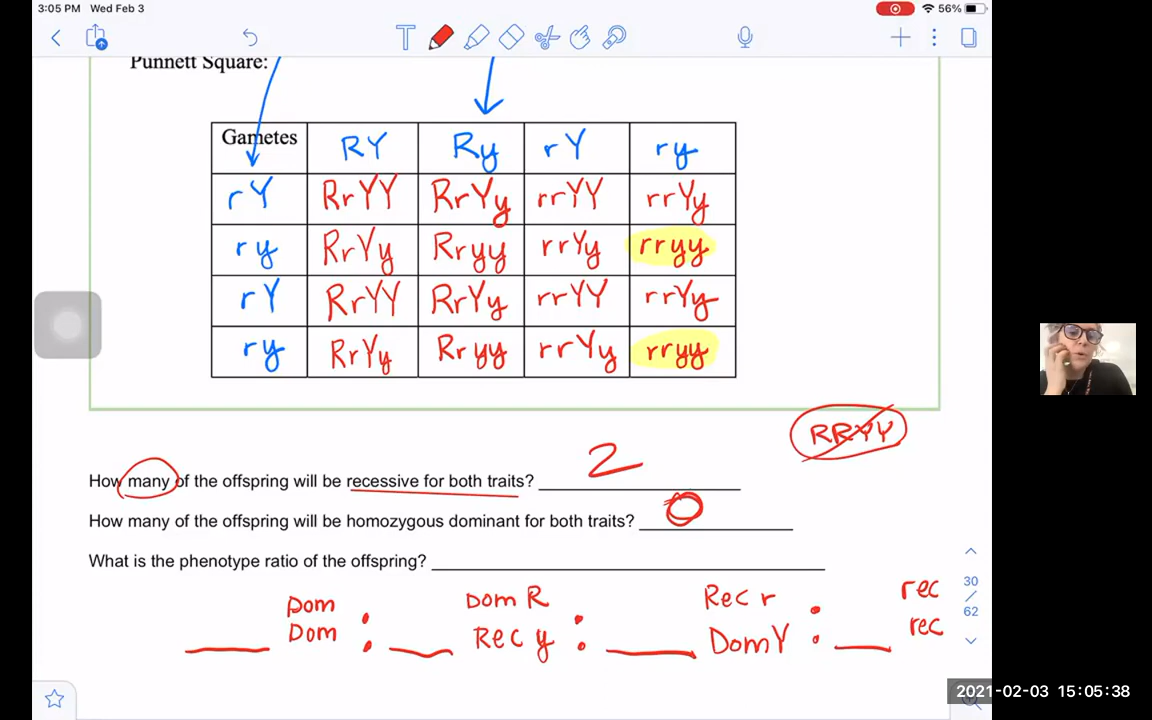 3:05 PM Wed Feb 3
56%
T
Punnett Square:
Gametes RY Ry rY ry
rY RrYY RrYy rrYY rrYy
ry RrYy Rryy rrYy rryy
rY RrYY RrYy rrYY rrYy
ry RrYy Rryy rrYy rryy
RRYY
How many of the offspring will be recessive for both traits? 2
How many of the offspring will be homozygous dominant for both traits? 0
What is the phenotype ratio of the offspring?
30
/
62
Dom : Dom R : Rec r : rec
Dom Rec y Dom Y rec
2021-02-03 15:05:38